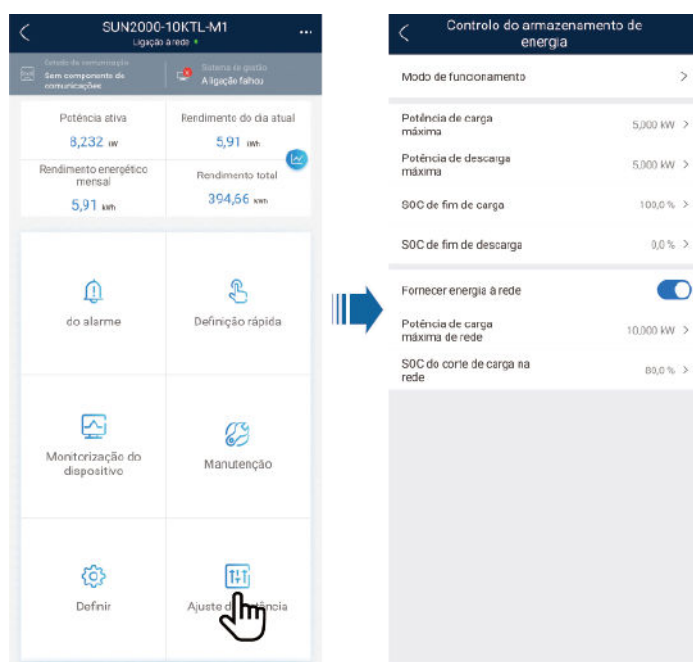 SUN2000-10KTL-M1
Ligação à rede
Estado da comunicação
Sem componente de
comunicações
Sistema de gestão
A ligação falhou
Potência ativa
8,232 kW
Rendimento do dia atual
5,91 kWh
Rendimento energético
mensal
5,91 kWh
Rendimento total
394,66 kWh
do alarme
Definição rápida
Monitorização do
dispositivo
Manutenção
Definir
Ajuste d tância
Controlo do armazenamento de
energia
Modo de funcionamento
Potência de carga
máxima
5,000 kW
Potência de descarga
máxima
5,000 kW
SOC de fim de carga
100,0 %
SOC de fim de descarga
0,0 %
Fornecer energia à rede
Potência de carga
máxima de rede
10,000 kW
SOC do corte de carga na
rede
80,0 %